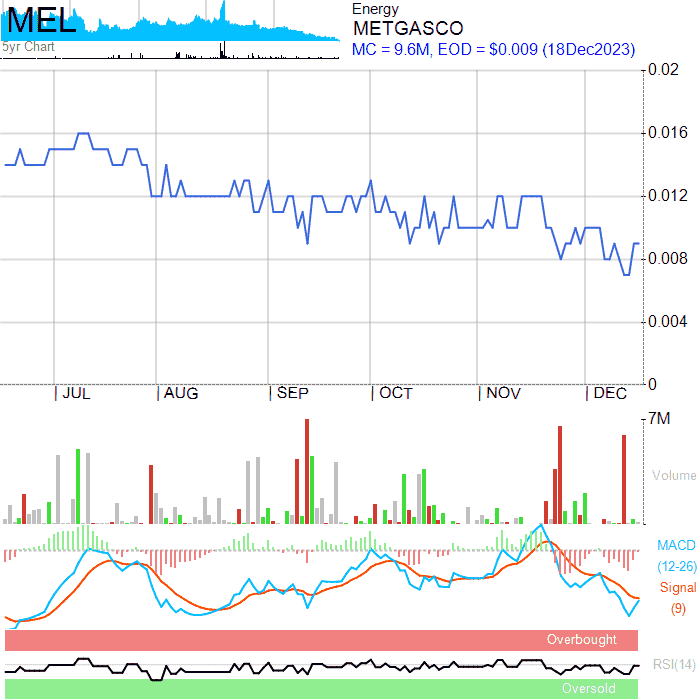 MEL
5yr Chart
Energy
METGASCO
MC = 9.6M, EOD = $0.009 (18Dec2023)
0.02
0.016
0.012
0.008
0.004
0
JUL AUG SEP OCT NOV DEC
7M
Volume
MACD
(12-26)
Signal
(9)
Overbought
RSI(14)
Oversold